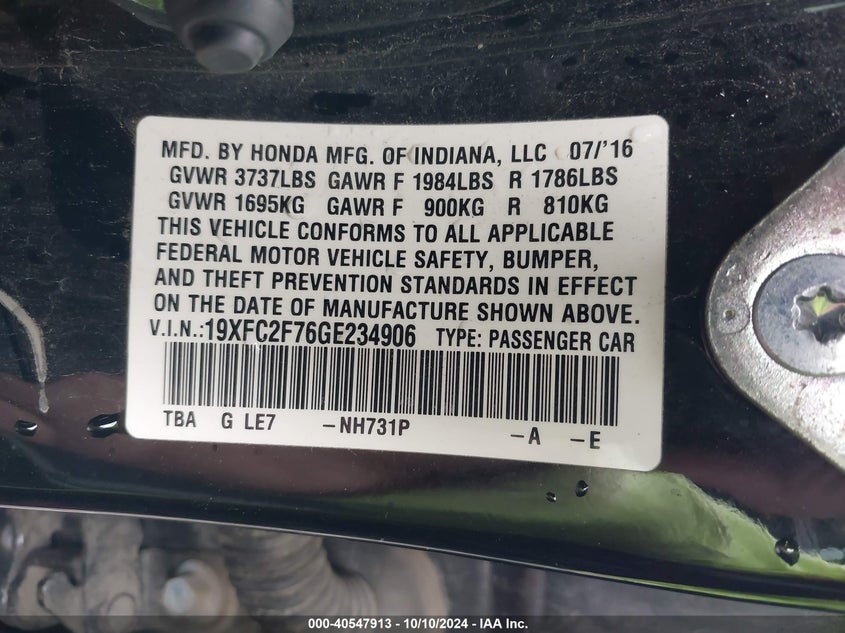 MFD. BY HONDA MFG. OF INDIANA, LLC 07/'16
GVWR 3737LBS GAWR F 1984LBS R 1786LBS
GVWR 1695KG GAWR F 900KG R 810KG
THIS VEHICLE CONFORMS TO ALL APPLICABLE
FEDERAL MOTOR VEHICLE SAFETY, BUMPER,
AND THEFT PREVENTION STANDARDS IN EFFECT
ON THE DATE OF MANUFACTURE SHOWN ABOVE.
V.I.N.:19XFC2F76GE234906 TYPE: PASSENGER CAR
TBA G LE7 -NH731P -A -E
000-40547913 - 10/10/2024 - IAA Inc.